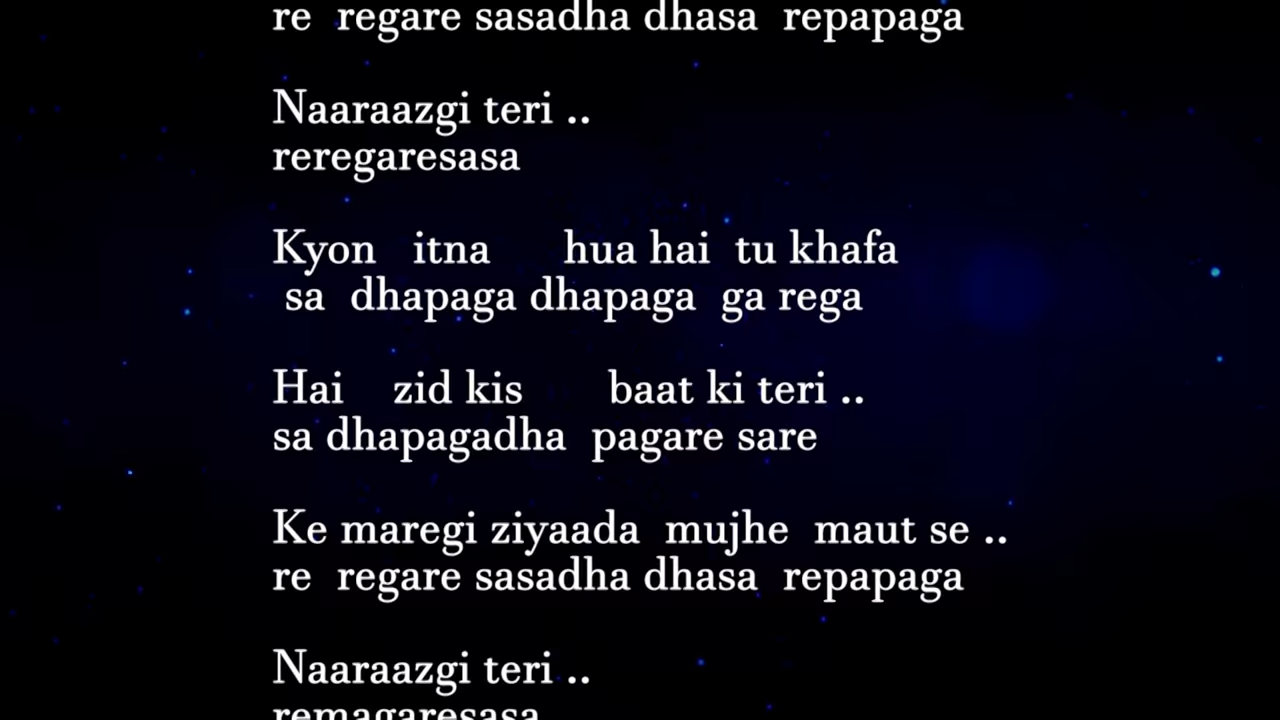 re regare sasadha dhasa repapaga
Naaraazgi teri ..
reregaresasa
Kyon itna hua hai tu khafa
sa dhapaga dhapaga ga rega
Hai zid kis baat ki teri ..
sa dhapagadha pagare sare
Ke maregi ziyaada mujhe maut se ..
re regare sasadha dhasa repapaga
Naaraazgi teri ..
remagaresasa